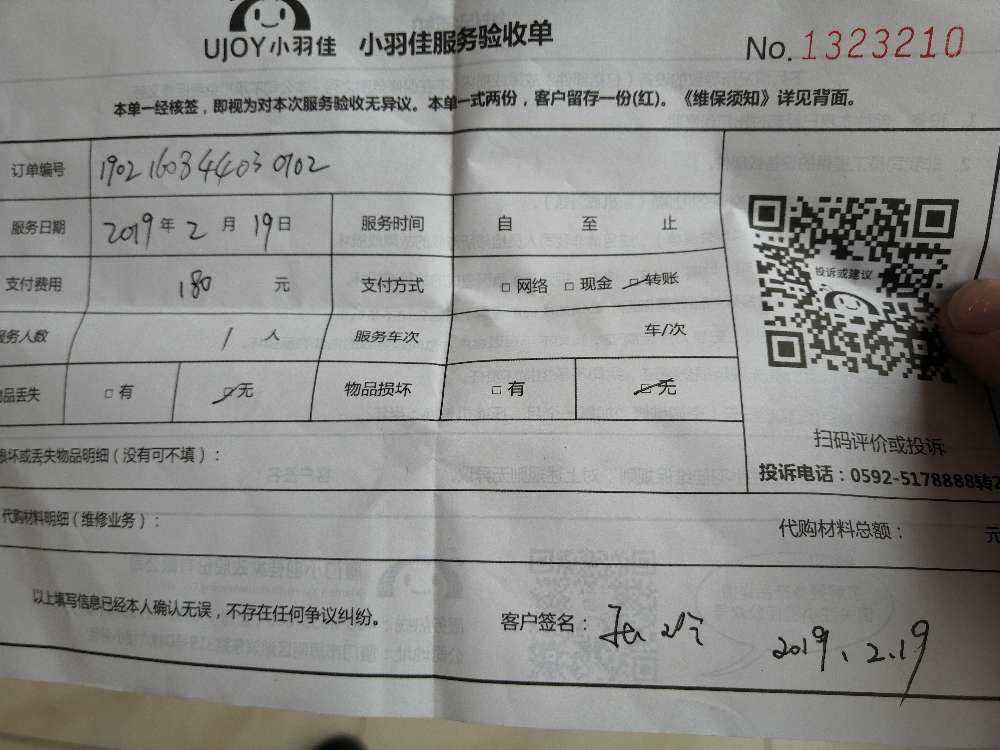 UJOY小羽佳 小羽佳服务验收单
No. 1323210
本单一经核签，即视为对本次服务验收无异议。本单一式两份，客户留存一份(红)。《维保须知》详见背面。
订单编号 1902160344030702
服务日期 2019年 2 月 19日 服务时间 自 至 止
支付费用 180 元 支付方式 □ 网络 □ 现金 □ 转账
服务人数 1 人 服务车次 车/次
物品丢失 □ 有 □ 无 物品损坏 □ 有 □ 无
损坏或丢失物品明细（没有可不填）：
代购材料明细（维修业务）：
代购材料总额： 元
投诉或建议
扫码评价或投诉
投诉电话：0592-5178888转2
以上填写信息已经本人确认无误，不存在任何争议纠纷。
客户签名： 2019.2.19